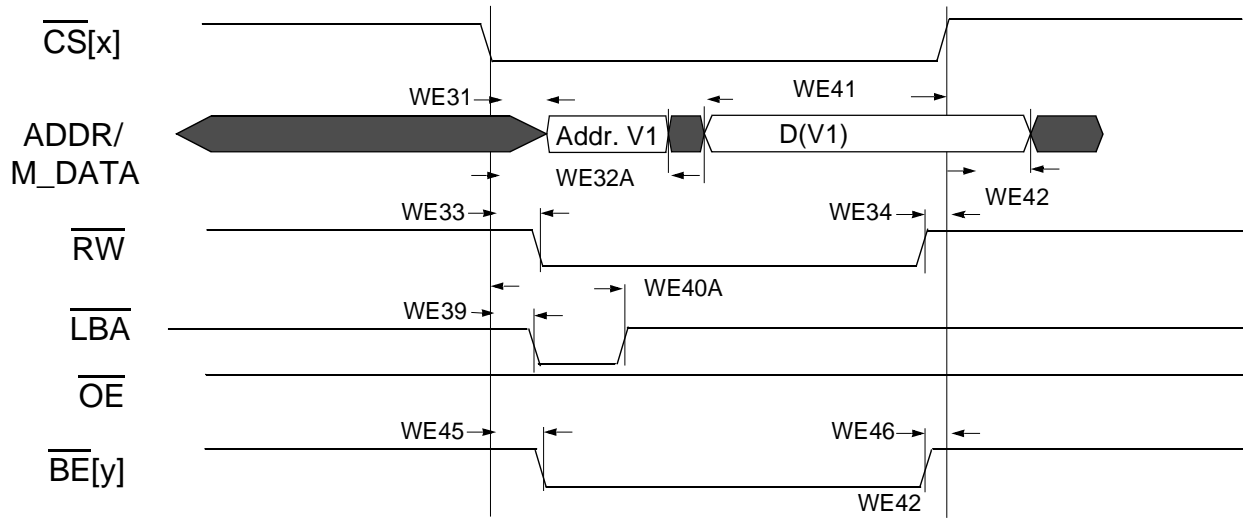 CS[x]
WE31
WE41
ADDR/
M_DATA
Addr. V1
D(V1)
WE32A
WE42
WE33
WE34
RW
WE40A
WE39
LBA
OE
WE45
WE46
BE[y]
WE42